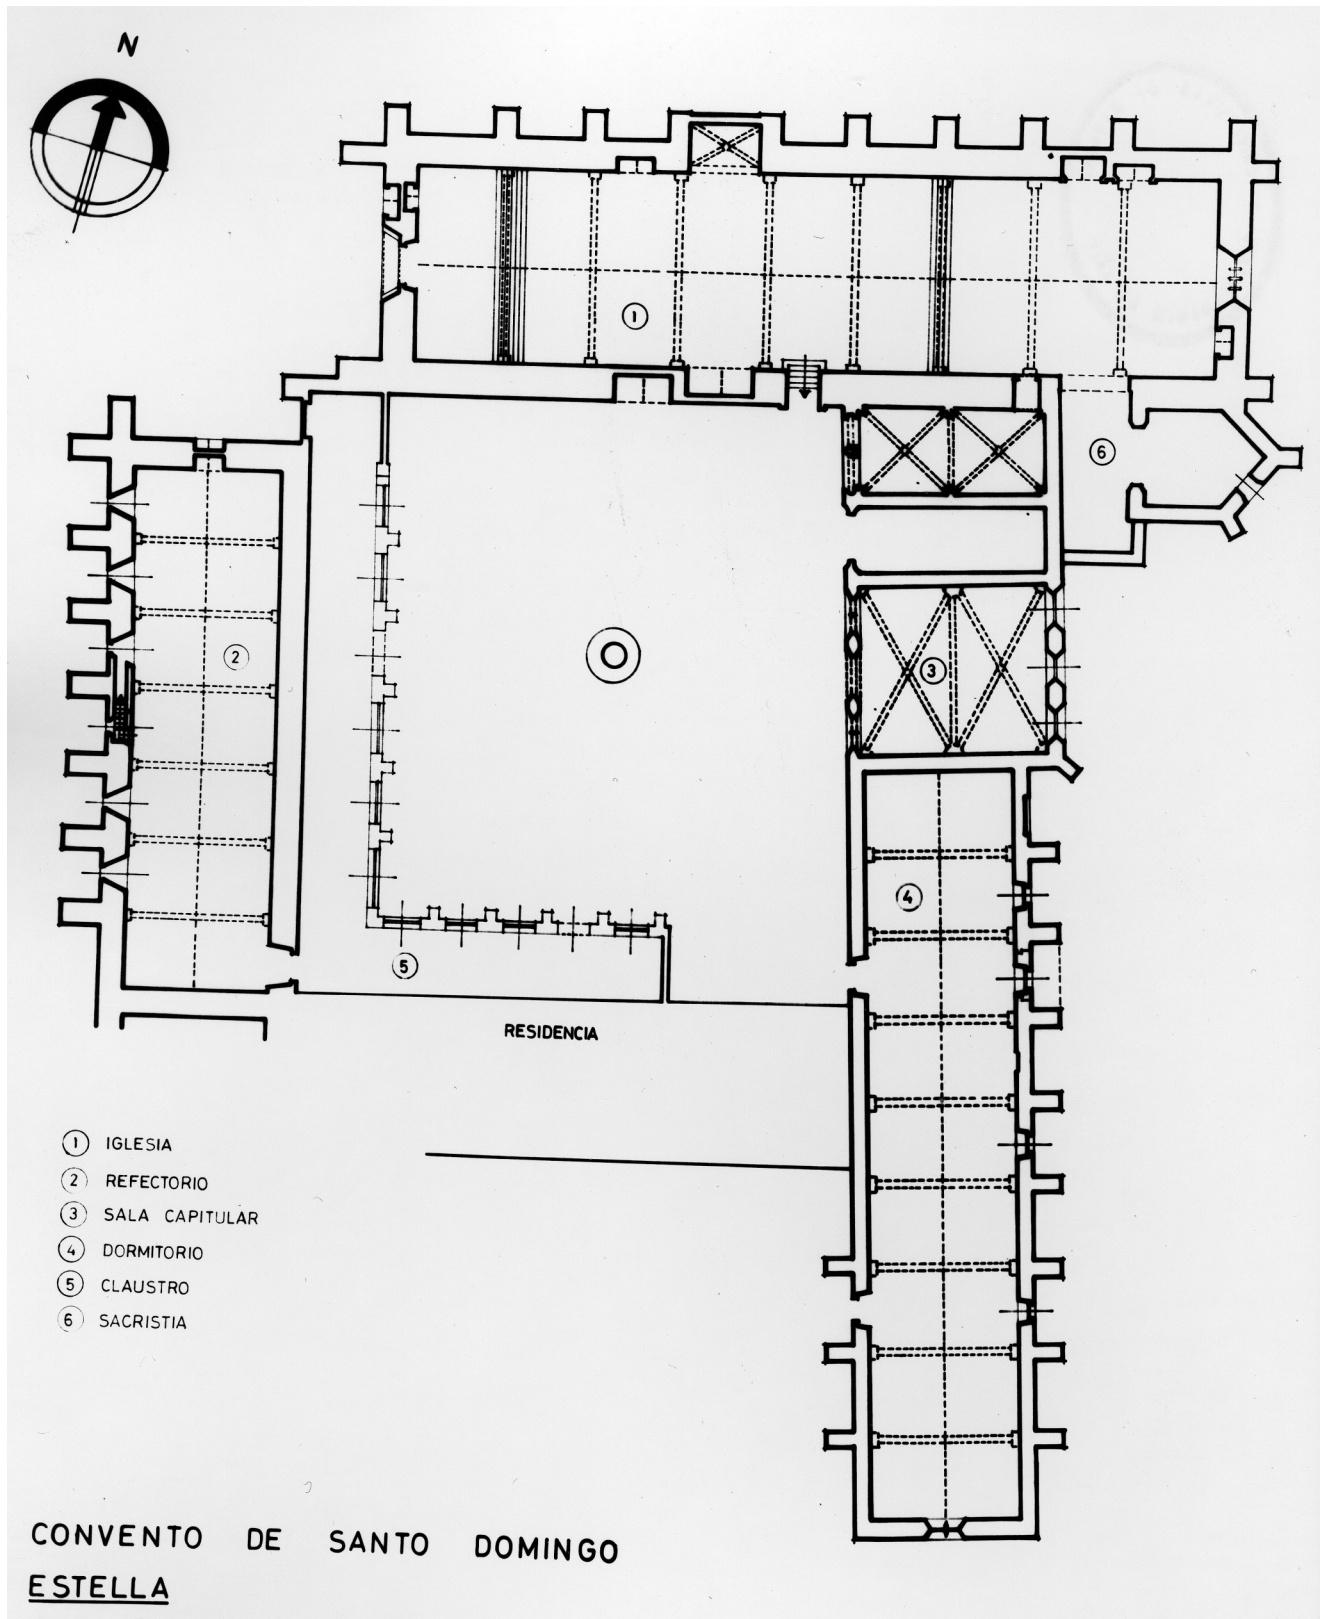 N
1
6
2
3
4
5
RESIDENCIA
1 IGLESIA
2 REFECTORIO
3 SALA CAPITULAR
4 DORMITORIO
5 CLAUSTRO
6 SACRISTIA
CONVENTO DE SANTO DOMINGO
ESTELLA